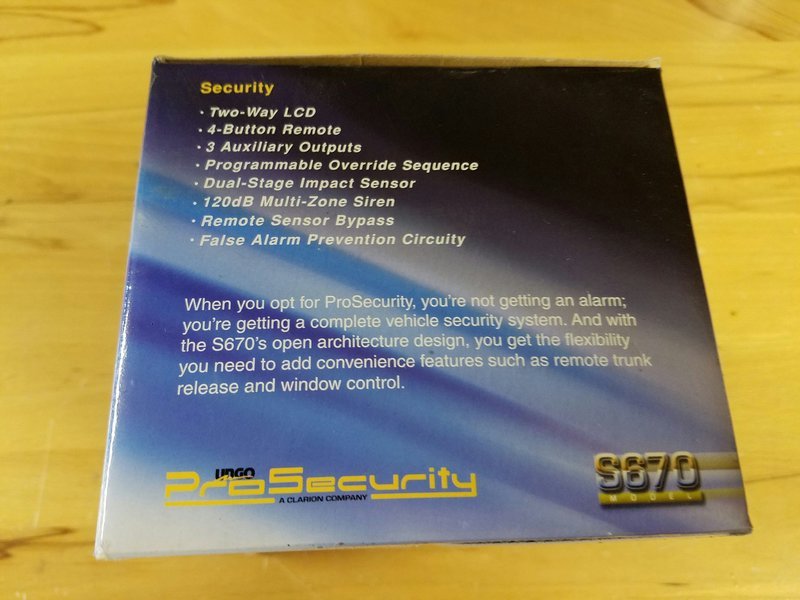 Security
· Two-Way LCD
· 4-Button Remote
· 3 Auxiliary Outputs
· Programmable Override Sequence
· Dual-Stage Impact Sensor
· 120dB Multi-Zone Siren
· Remote Sensor Bypass
· False Alarm Prevention Circuity
When you opt for ProSecurity, you're not getting an alarm;
you're getting a complete vehicle security system. And with
the S670's open architecture design, you get the flexibility
you need to add convenience features such as remote trunk
release and window control.
UNGO
ProSecurity
A CLARION COMPANY
S670
MODEL